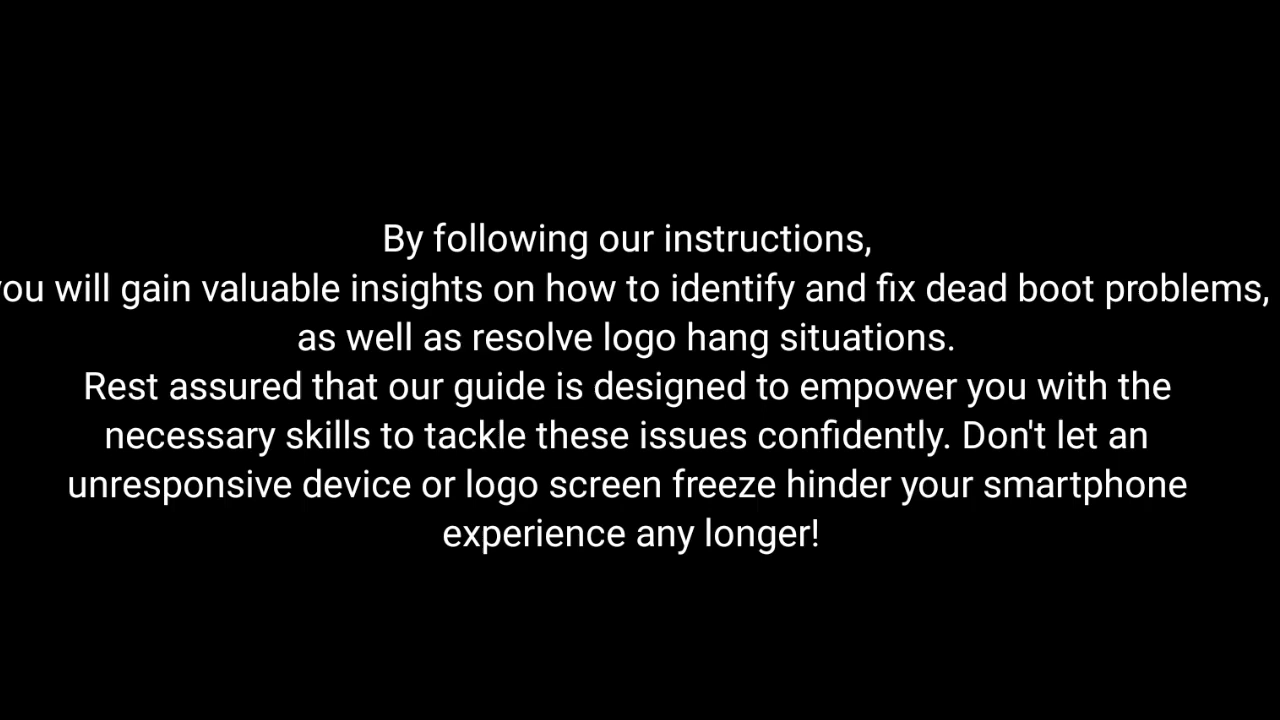 By following our instructions,
you will gain valuable insights on how to identify and fix dead boot problems,
as well as resolve logo hang situations.
Rest assured that our guide is designed to empower you with the
necessary skills to tackle these issues confidently. Don't let an
unresponsive device or logo screen freeze hinder your smartphone
experience any longer!